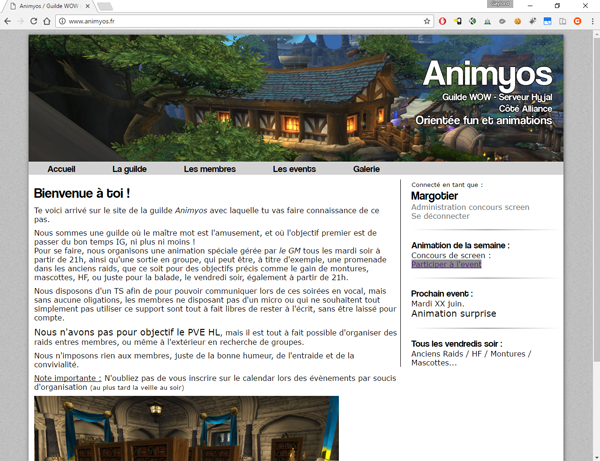 Animyos / Guilde WOW
www.animyos.fr
Animyos
Guilde WOW - Serveur Hyjal
Côté Alliance
Orientée fun et animations
Accueil La guilde Les membres Les events Galerie
Bienvenue à toi !
Te voici arrivé sur le site de la guilde Animyos avec laquelle tu vas faire connaissance de ce
pas.
Nous sommes une guilde où le maître mot est l'amusement, et où l'objectif premier est de
passer du bon temps IG, ni plus ni moins !
Pour se faire, nous organisons une animation spéciale gérée par le GM tous les mardi soir à
partir de 21h, ainsi qu'une sortie en groupe, qui peut être, à titre d'exemple, une promenade
dans les anciens raids, que ce soit pour des objectifs précis comme le gain de montures,
mascottes, HF, ou juste pour la balade, le vendredi soir, également à partir de 21h.
Nous disposons d'un TS afin de pour pouvoir communiquer lors de ces soirées en vocal, mais
sans aucune oligations, les membres ne disposant pas d'un micro ou qui ne souhaitent tout
simplement pas utiliser ce support sont tout à fait libres de rester à l'écrit, sans être laissé pour
compte.
Nous n'avons pas pour objectif le PVE HL, mais il est tout à fait possible d'organiser des
raids entres membres, ou même à l'extérieur en recherche de groupes.
Nous n'imposons rien aux membres, juste de la bonne humeur, de l'entraide et de la
convivialité.
Note importante : N'oubliez pas de vous inscrire sur le calendar lors des évènements par soucis
d'organisation (au plus tard la veille au soir)
Connecté en tant que :
Margotier
Administration concours screen
Se déconnecter
Animation de la semaine :
Concours de screen :
Participer à l'event
Prochain event :
Mardi XX juin.
Animation surprise
Tous les vendredis soir :
Anciens Raids / HF / Montures /
Mascottes...